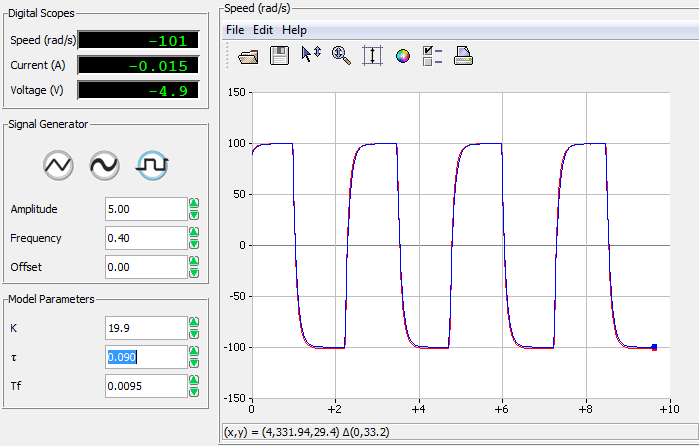 Digital Scopes
Speed (rad/s) -101
Current (A) -0.015
Voltage (V) -4.9
Signal Generator
Amplitude 5.00
Frequency 0.40
Offset 0.00
Model Parameters
K 19.9
τ 0.090
Tf 0.0095
Speed (rad/s)
File Edit Help
150
100
50
0
-50
-100
-150
0 +2 +4 +6 +8 +10
(x,y) = (4,331.94,29.4) Δ(0,33.2)